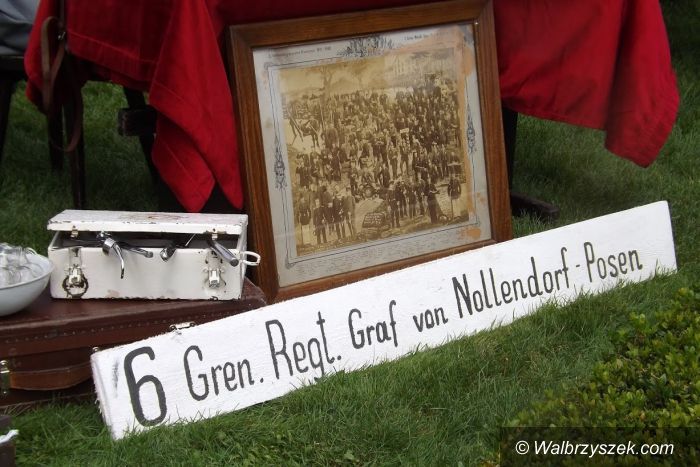 6 Gren. Regt. Graf von Nollendorf-Posen
© Walbrzyszek.com